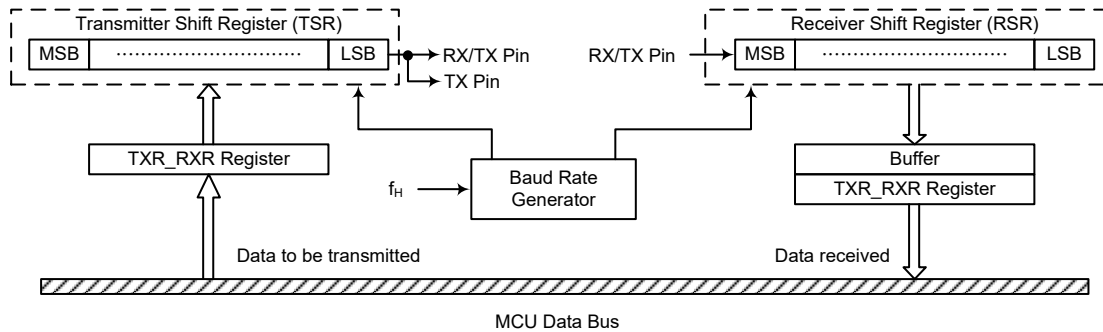 Transmitter Shift Register (TSR)
MSB
LSB
RX/TX Pin
TX Pin
Receiver Shift Register (RSR)
RX/TX Pin
MSB
LSB
TXR_RXR Register
fH
Baud Rate
Generator
Buffer
TXR_RXR Register
Data to be transmitted
Data received
MCU Data Bus